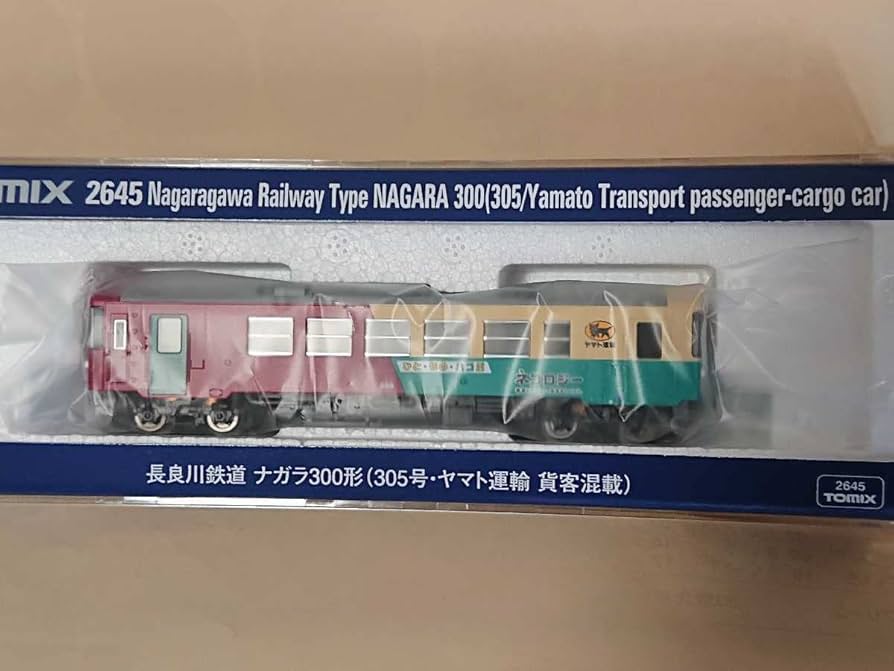 MIX 2645 Nagaragawa Railway Type NAGARA 300(305/Yamato Transport passenger-cargo car)
ヤマト運輸
ネコロジー
長良川鉄道 ナガラ300形(305号・ヤマト運輸 貨客混載)
2645
TOMIX